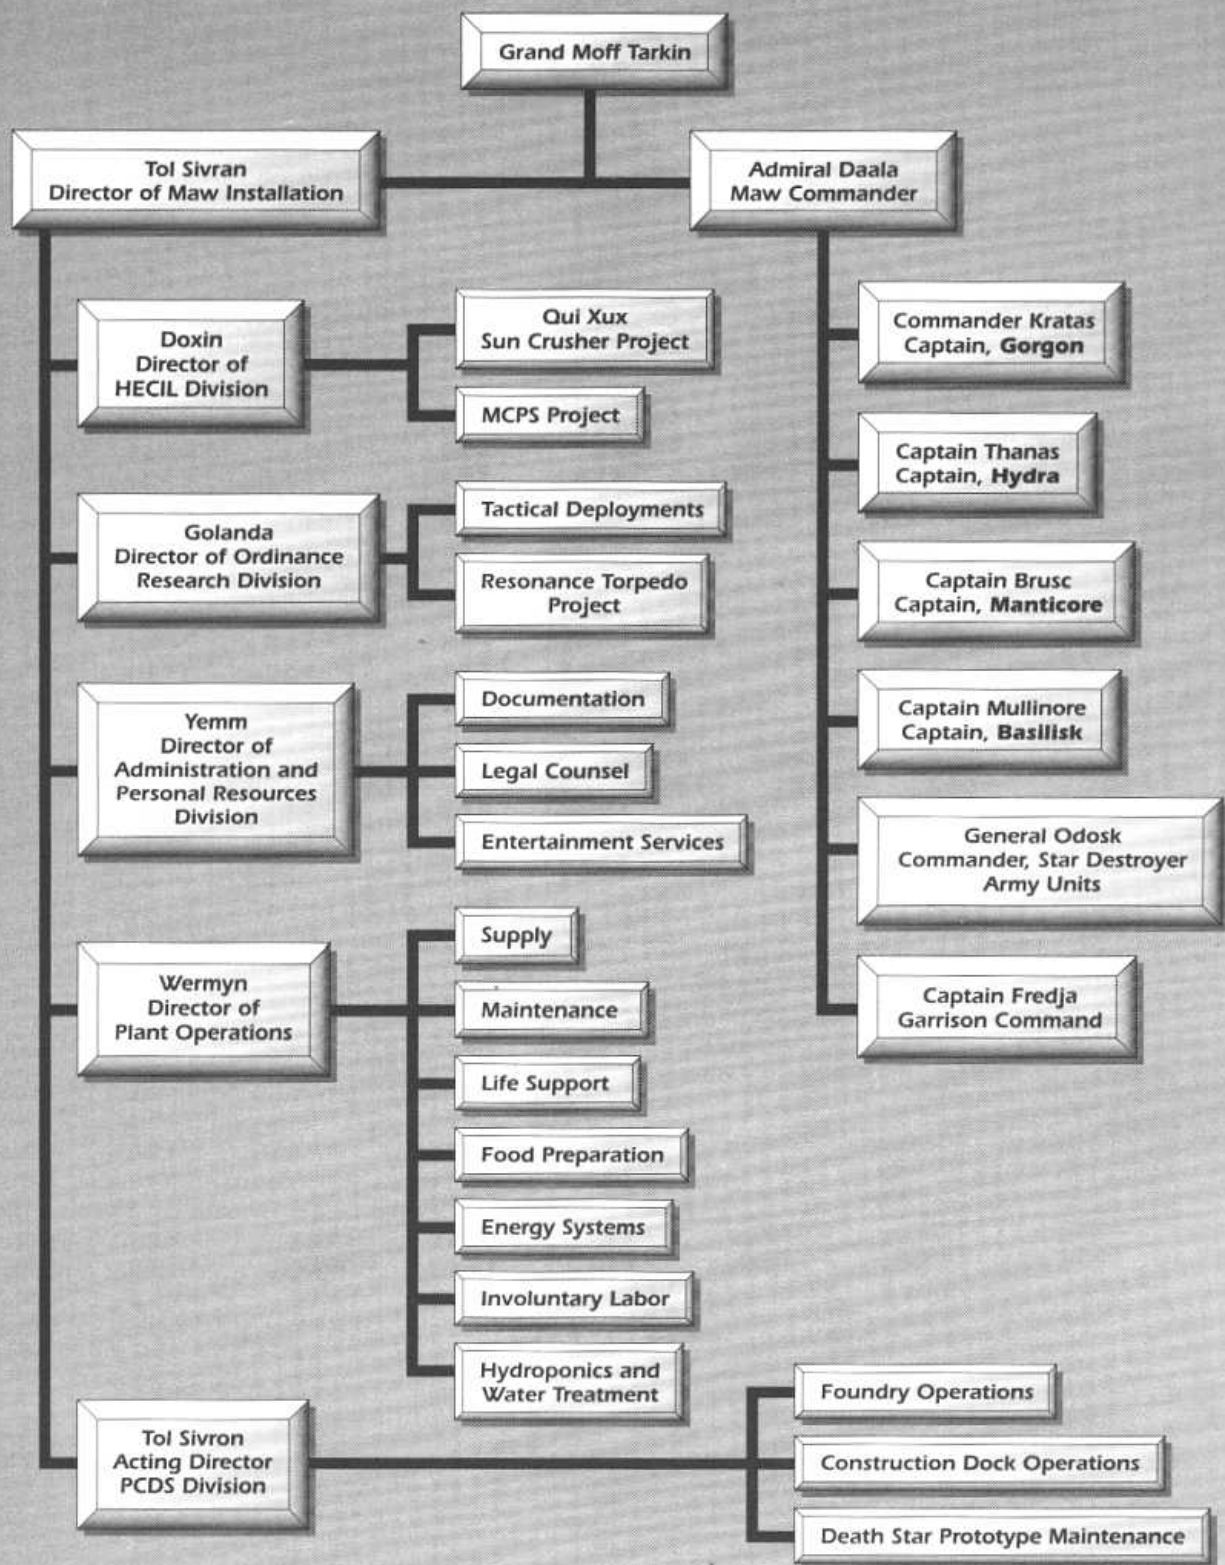 Grand Moff Tarkin
Tol Sivran
Director of Maw Installation
Admiral Daala
Maw Commander
Doxin
Director of
HECIL Division
Qui Xux
Sun Crusher Project
MCPS Project
Golanda
Director of Ordinance
Research Division
Tactical Deployments
Resonance Torpedo
Project
Yemm
Director of
Administration and
Personal Resources
Division
Documentation
Legal Counsel
Entertainment Services
Wermyn
Director of
Plant Operations
Supply
Maintenance
Life Support
Food Preparation
Energy Systems
Involuntary Labor
Hydroponics and
Water Treatment
Tol Sivron
Acting Director
PCDS Division
Foundry Operations
Construction Dock Operations
Death Star Prototype Maintenance
Commander Kratas
Captain, Gorgon
Captain Thanas
Captain, Hydra
Captain Brusc
Captain, Manticore
Captain Mullinore
Captain, Basilisk
General Odosk
Commander, Star Destroyer
Army Units
Captain Fredja
Garrison Command